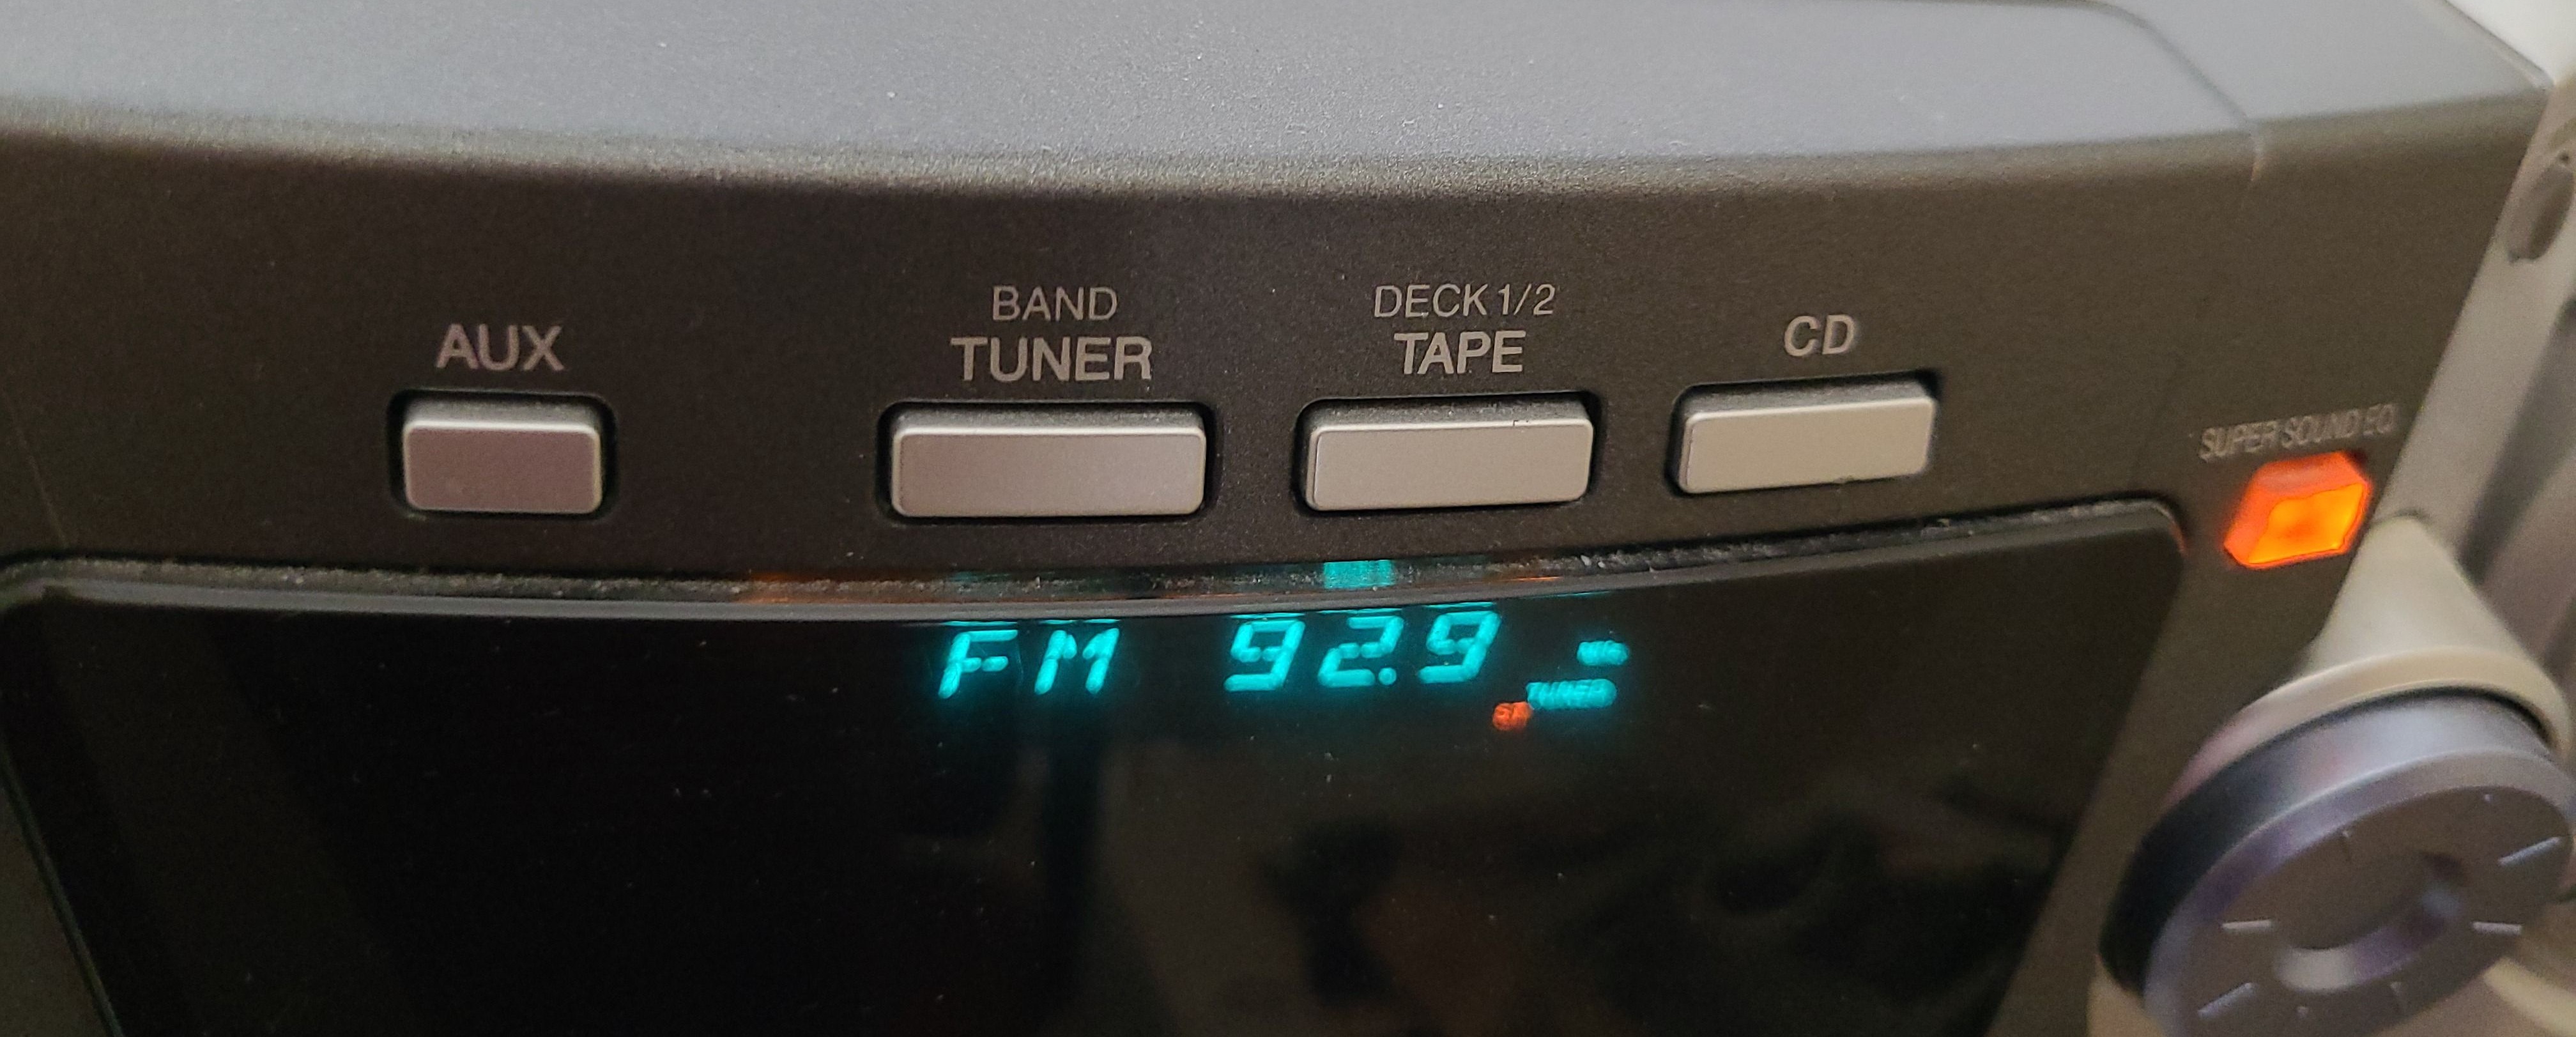 AUX
BAND
TUNER
DECK 1/2
TAPE
CD
SUPER SOUND EQ
FM 92.9
TUNER